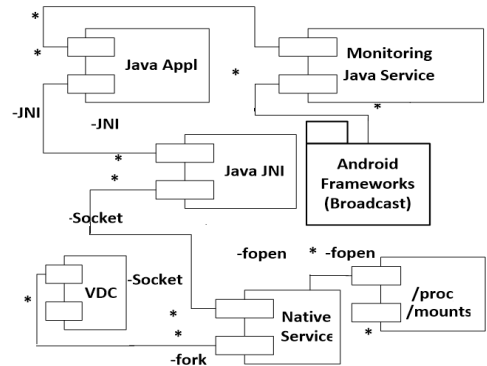 *
*
Java Appl
Monitoring
Java Service
*
*
-JNI
-JNI
*
*
Java JNI
Android
Frameworks
(Broadcast)
-Socket
-fopen
*
-fopen
-Socket
VDC
*
*
*
Native
Service
/proc
/mounts
*
-fork